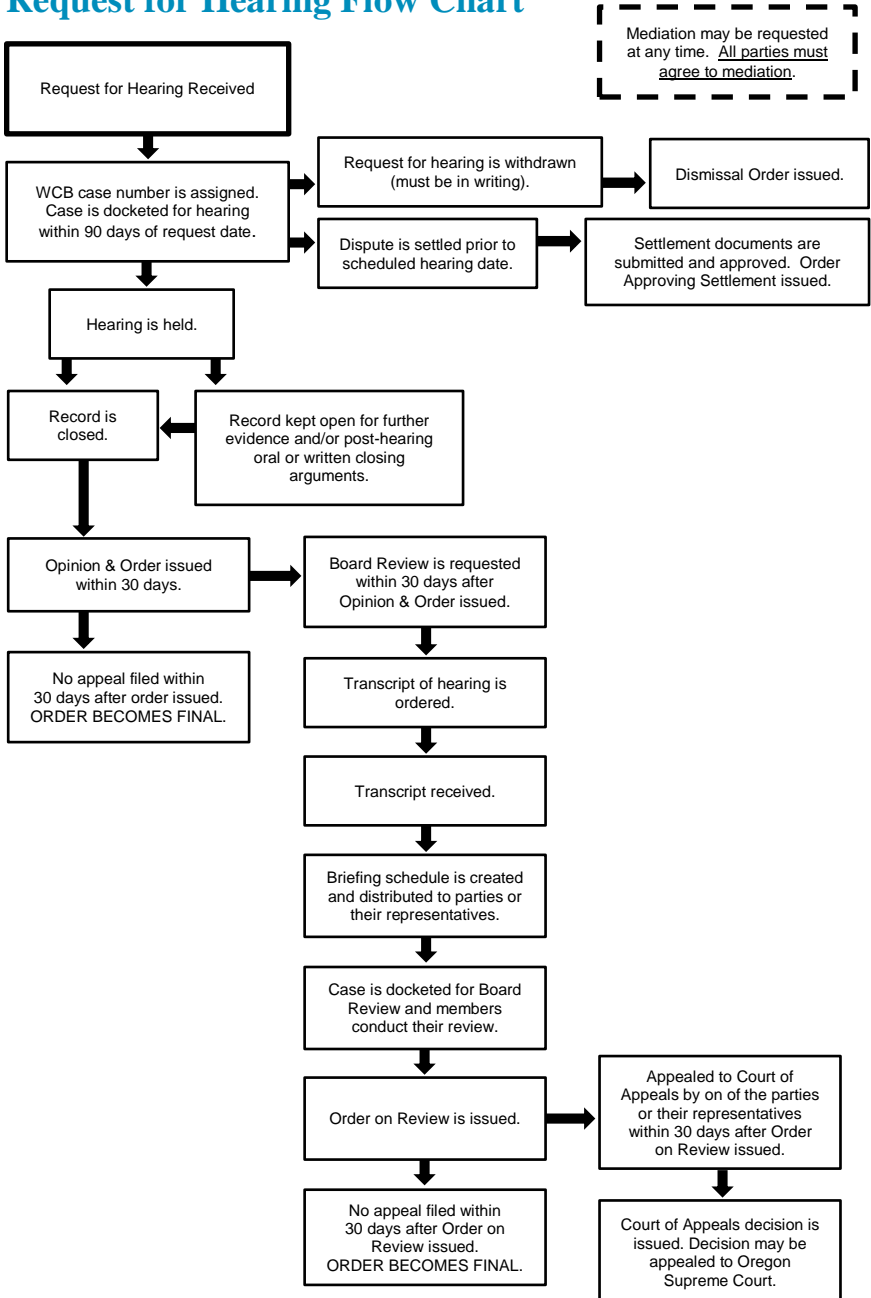 Request for Hearing Flow Chart
Mediation may be requested
at any time. All parties must
agree to mediation.
Request for Hearing Received
WCB case number is assigned.
Case is docketed for hearing
within 90 days of request date.
Request for hearing is withdrawn
(must be in writing).
Dismissal Order issued.
Dispute is settled prior to
scheduled hearing date.
Settlement documents are
submitted and approved. Order
Approving Settlement issued.
Hearing is held.
Record is
closed.
Record kept open for further
evidence and/or post-hearing
oral or written closing
arguments.
Opinion & Order issued
within 30 days.
Board Review is requested
within 30 days after
Opinion & Order issued.
No appeal filed within
30 days after order issued.
ORDER BECOMES FINAL.
Transcript of hearing is
ordered.
Transcript received.
Briefing schedule is created
and distributed to parties or
their representatives.
Case is docketed for Board
Review and members
conduct their review.
Order on Review is issued.
Appealed to Court of
Appeals by on of the parties
or their representatives
within 30 days after Order
on Review issued.
No appeal filed within
30 days after Order on
Review issued.
ORDER BECOMES FINAL.
Court of Appeals decision is
issued. Decision may be
appealed to Oregon
Supreme Court.